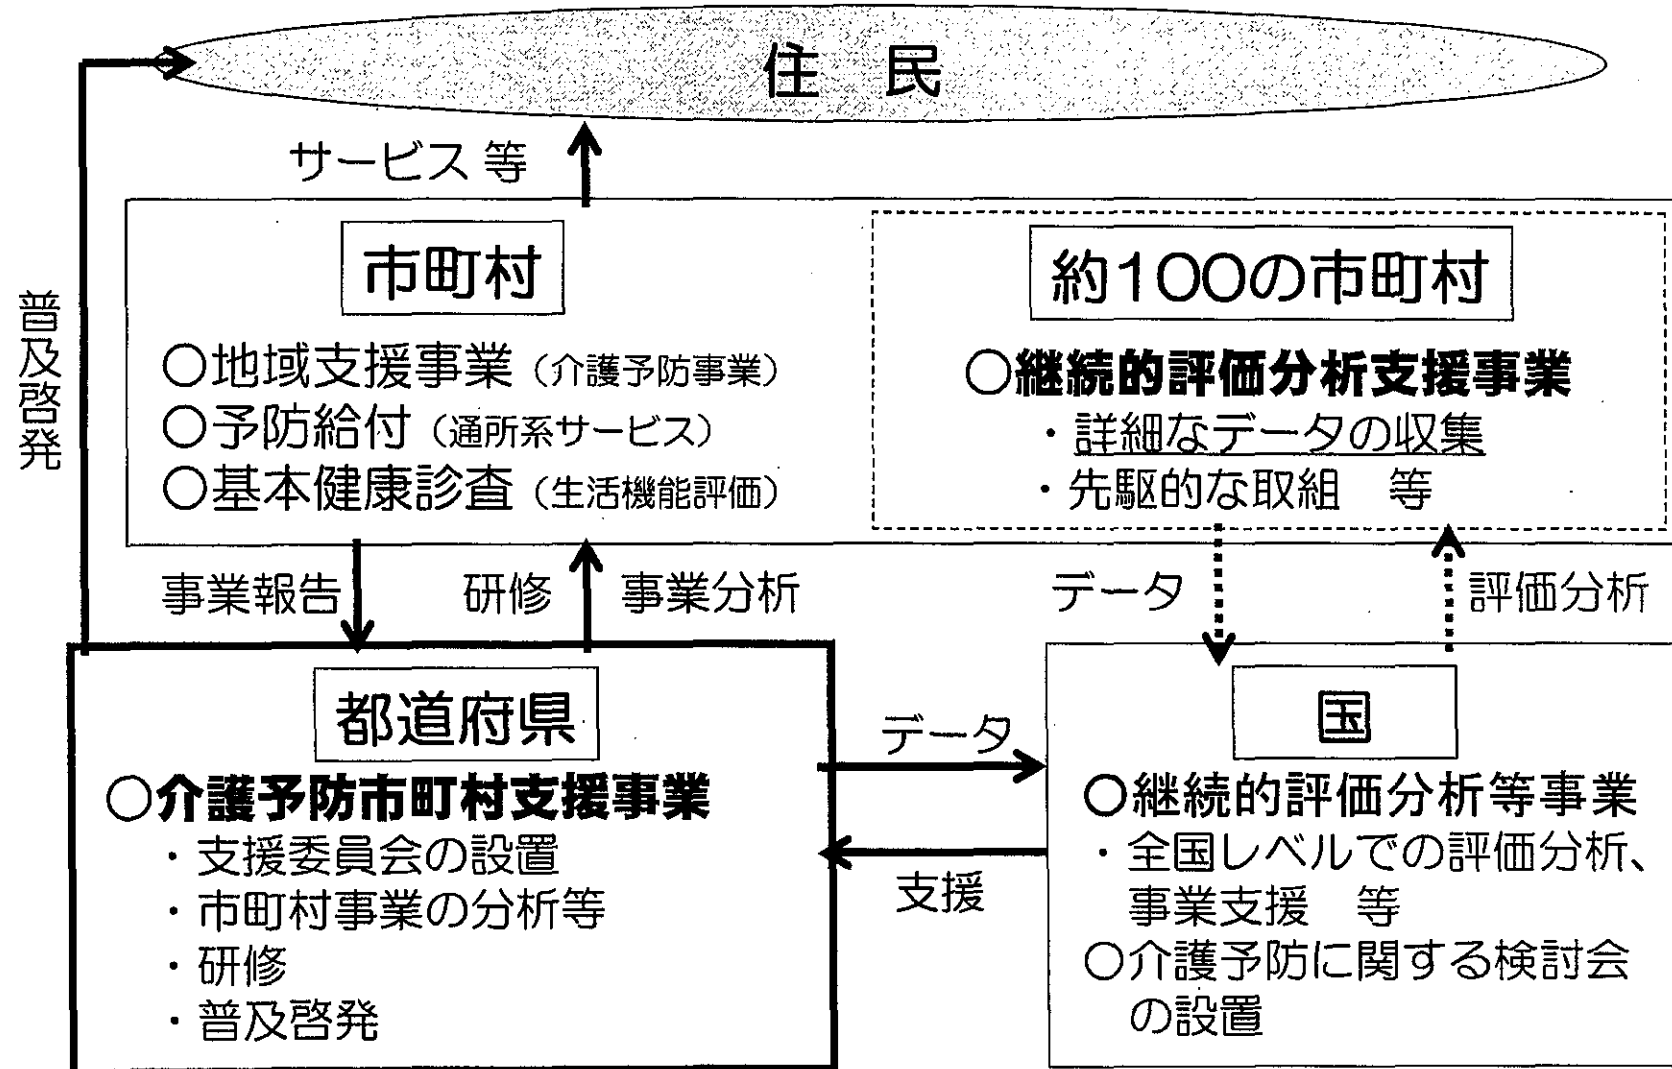 住　民
サービス 等
普及啓発
市町村
○地域支援事業（介護予防事業）
○予防給付（通所系サービス）
○基本健康診査（生活機能評価）
約100の市町村
○継続的評価分析支援事業
・詳細なデータの収集
・先駆的な取組　等
事業報告
研修
事業分析
データ
評価分析
都道府県
○介護予防市町村支援事業
・支援委員会の設置
・市町村事業の分析等
・研修
・普及啓発
データ
支援
国
○継続的評価分析等事業
・全国レベルでの評価分析、
事業支援　等
○介護予防に関する検討会
の設置